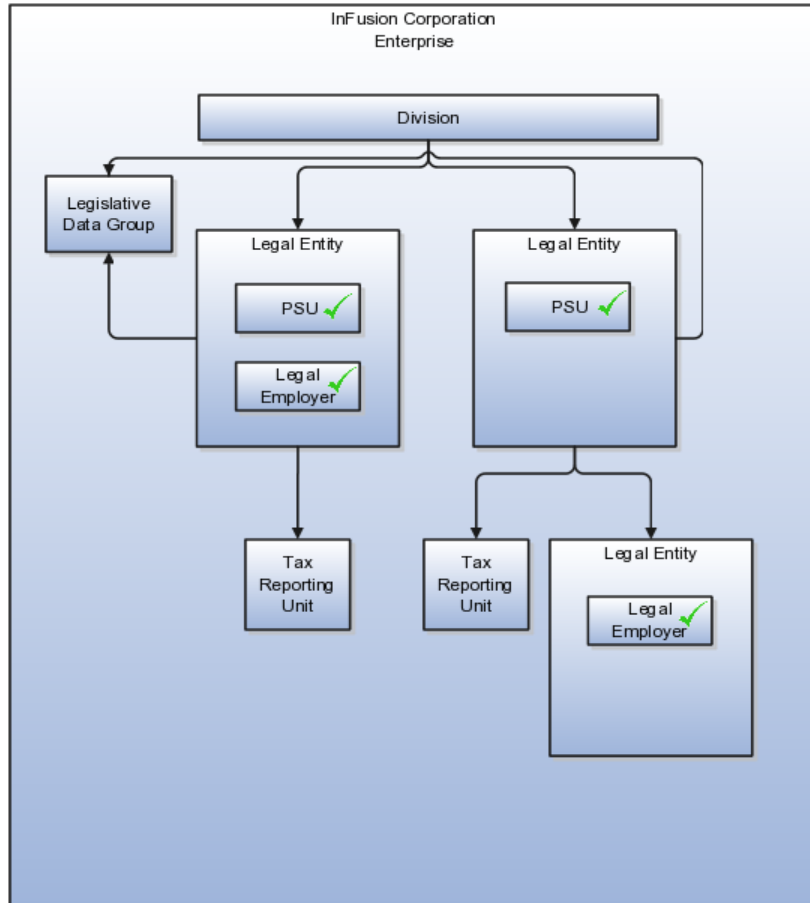 InFusion Corporation
Enterprise
Division
Legislative
Data Group
Legal Entity
PSU
Legal
Employer
Legal Entity
PSU
Tax
Reporting
Unit
Tax
Reporting
Unit
Legal Entity
Legal
Employer